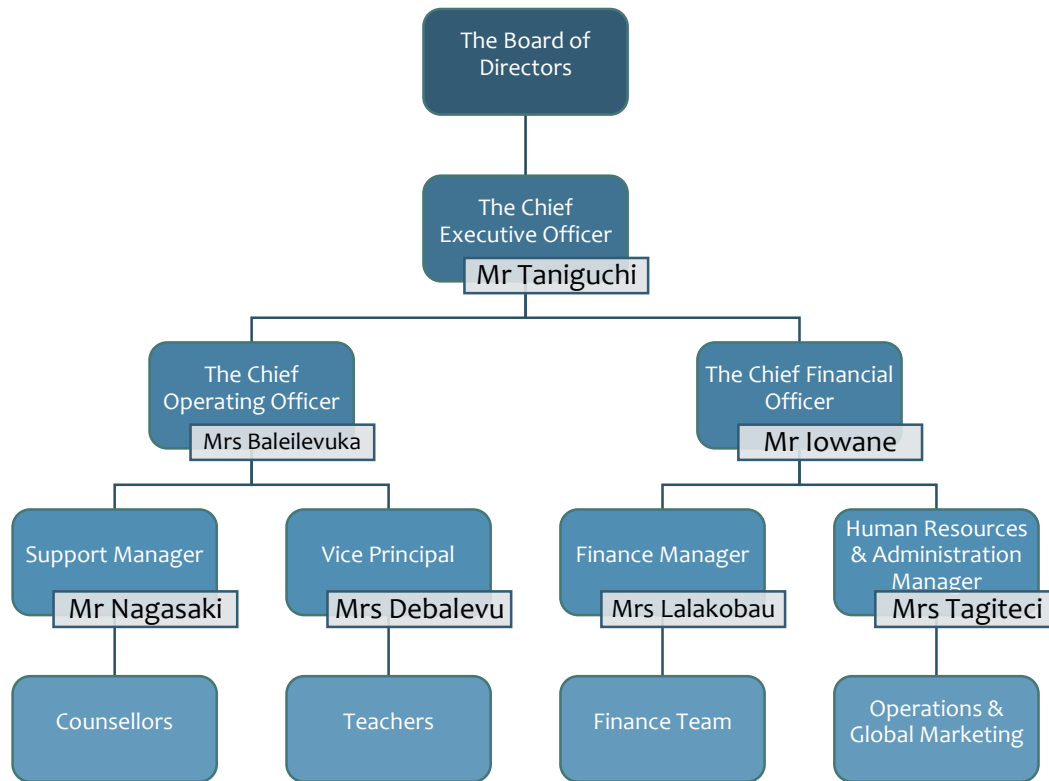 The Board of
Directors
The Chief
Executive Officer
Mr Taniguchi
The Chief
Operating Officer
Mrs Baleilevuka
The Chief Financial
Officer
Mr Iowane
Support Manager
Mr Nagasaki
Vice Principal
Mrs Debalevu
Finance Manager
Mrs Lalakobau
Human Resources
& Administration
Manager
Mrs Tagiteci
Counsellors
Teachers
Finance Team
Operations &
Global Marketing